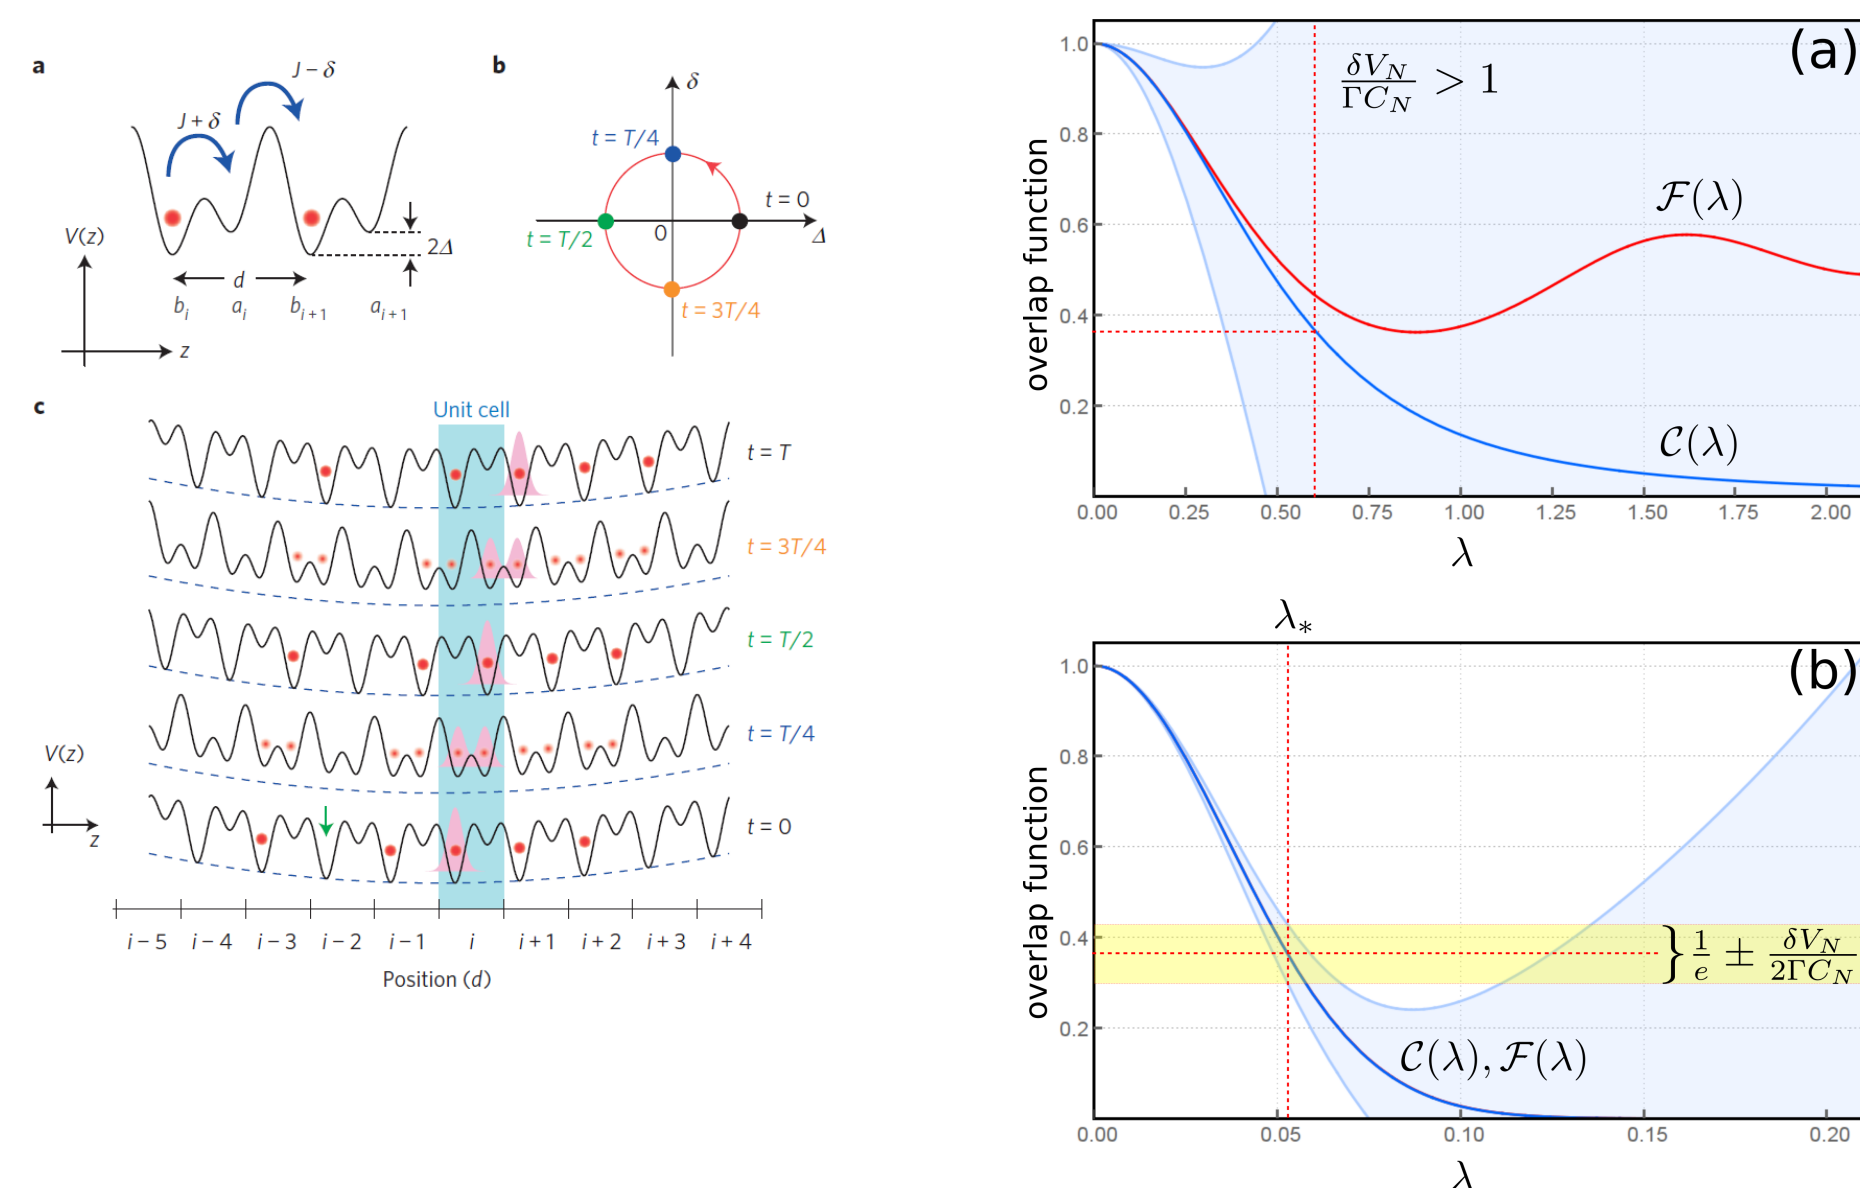 a
J + δ
J − δ
V(z)
z
d
2Δ
b_i
a_i
b_{i+1}
a_{i+1}
b
δ
t = T/4
t = 0
t = T/2
0
Δ
t = 3T/4
c
Unit cell
t = T
t = 3T/4
t = T/2
t = T/4
t = 0
V(z)
z
i − 5 i − 4 i − 3 i − 2 i − 1 i i + 1 i + 2 i + 3 i + 4
Position (d)
(a)
overlap function
1.0
0.8
0.6
0.4
0.2
\frac{δV_N}{ΓC_N} > 1
ℱ(λ)
𝒞(λ)
0.00 0.25 0.50 0.75 1.00 1.25 1.50 1.75 2.00
λ
λ_*
(b)
overlap function
1.0
0.8
0.6
0.4
0.2
} \frac{1}{e} ± \frac{δV_N}{2ΓC_N}
𝒞(λ), ℱ(λ)
0.00 0.05 0.10 0.15 0.20
λ